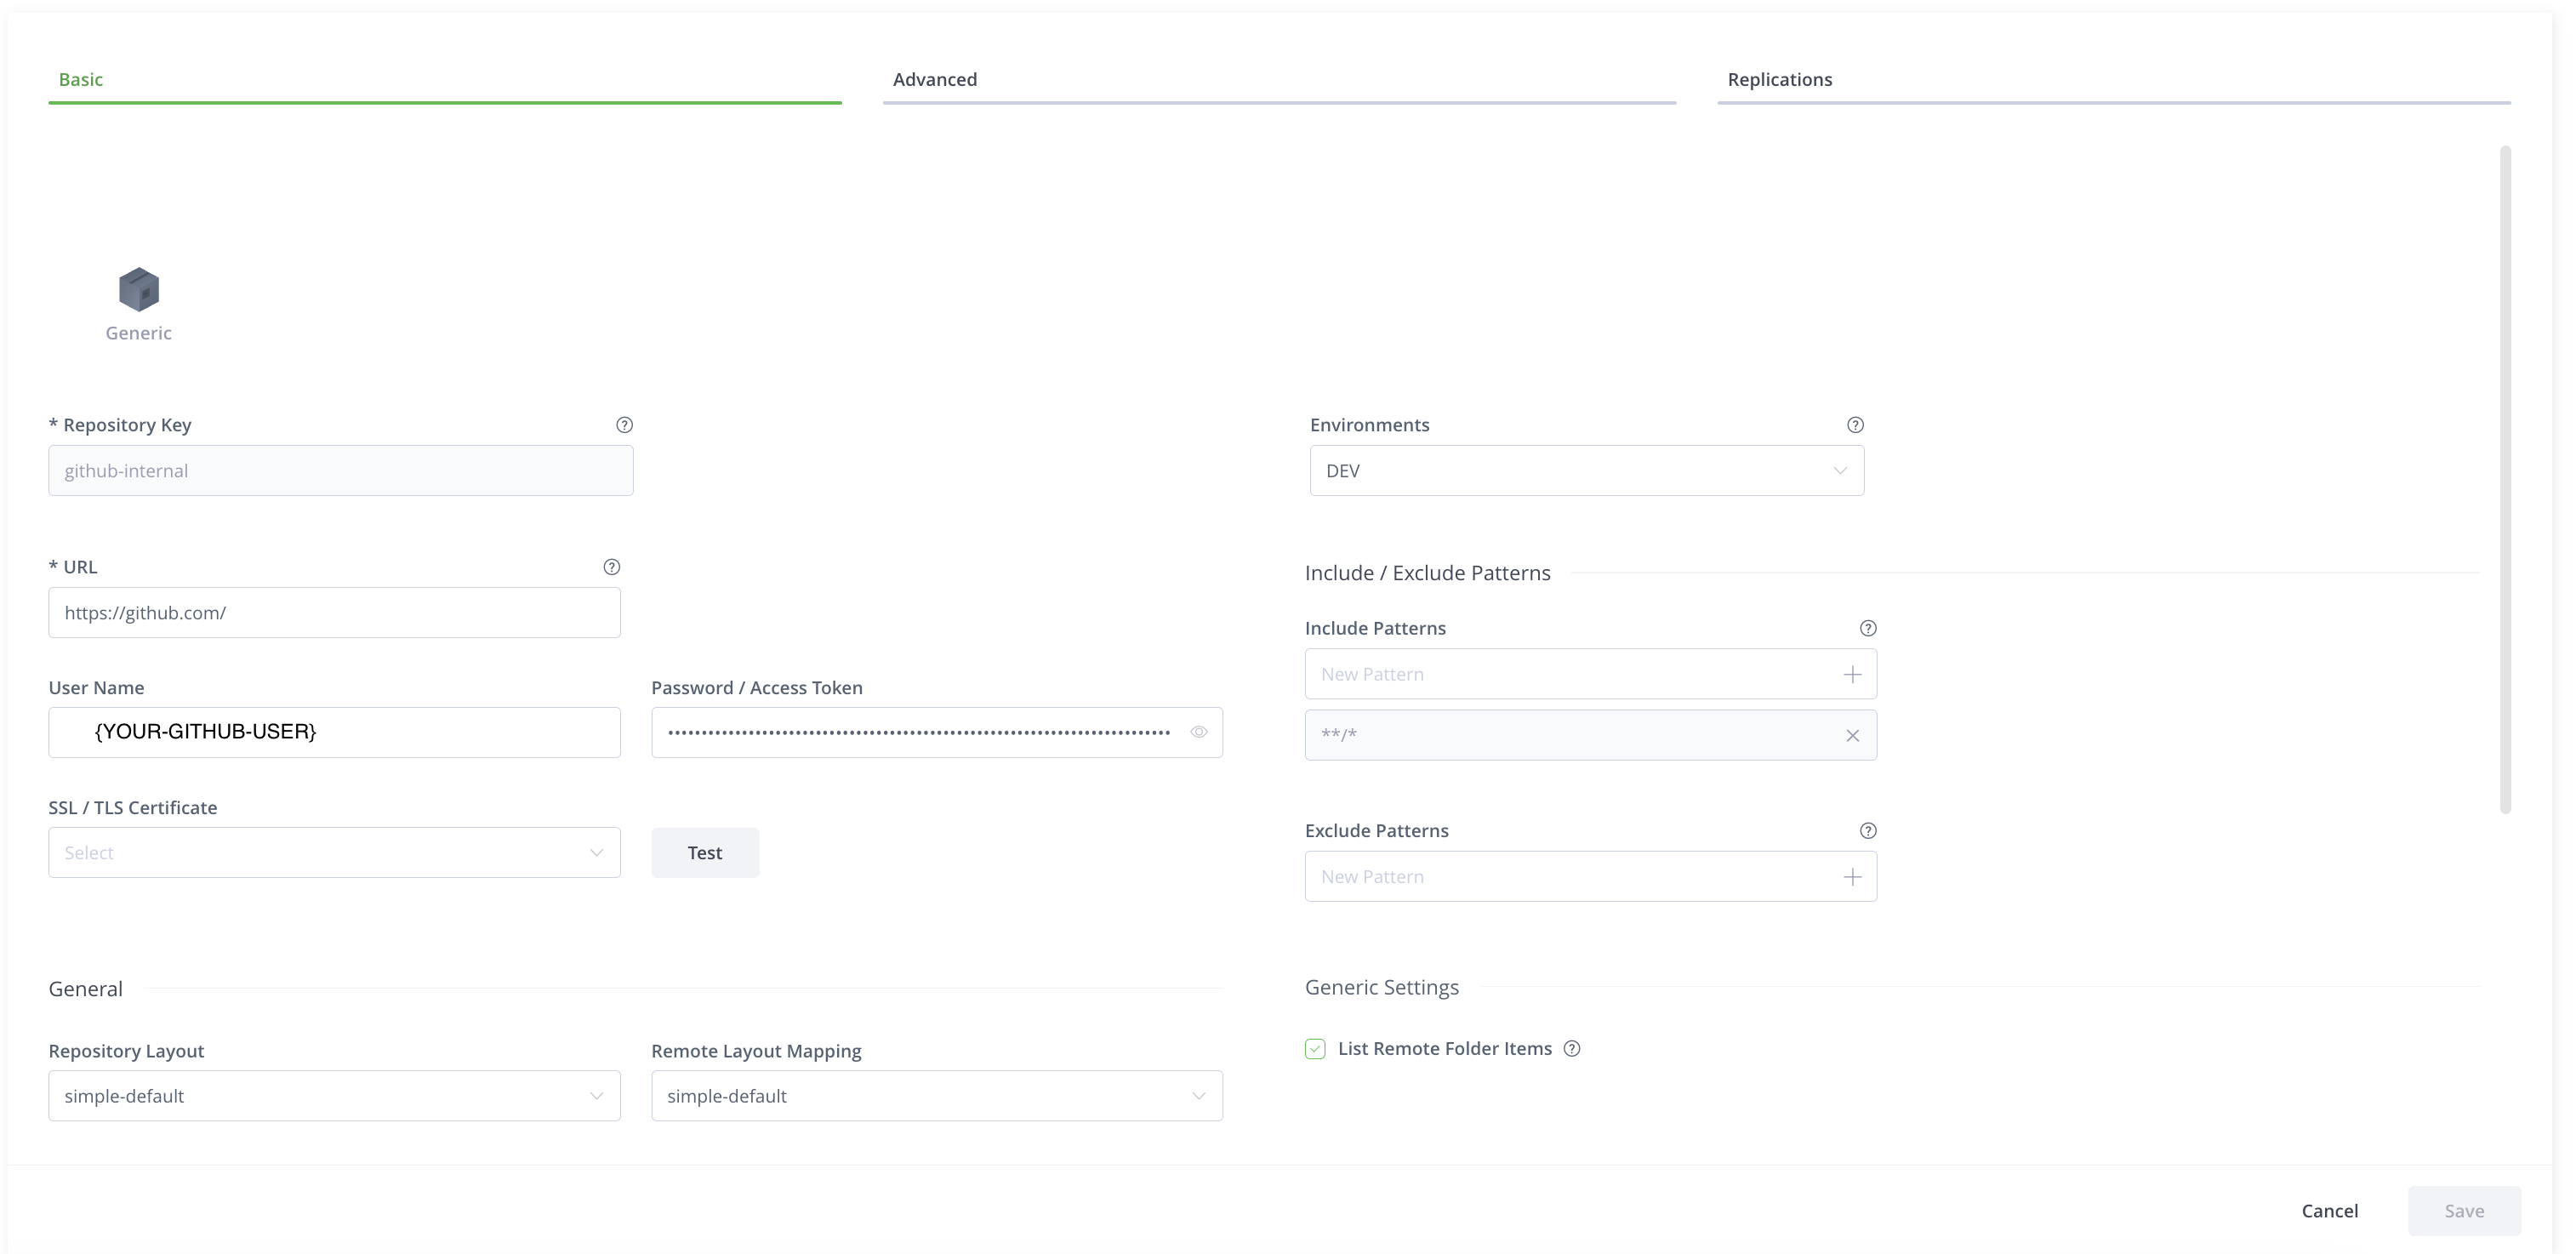 Basic
Advanced
Replications
Generic
* Repository Key
github-internal
Environments
DEV
* URL
https://github.com/
Include / Exclude Patterns
Include Patterns
New Pattern
**/*
User Name
{YOUR-GITHUB-USER}
Password / Access Token
SSL / TLS Certificate
Select
Test
Exclude Patterns
New Pattern
General
Repository Layout
simple-default
Remote Layout Mapping
simple-default
Generic Settings
List Remote Folder Items
Cancel
Save